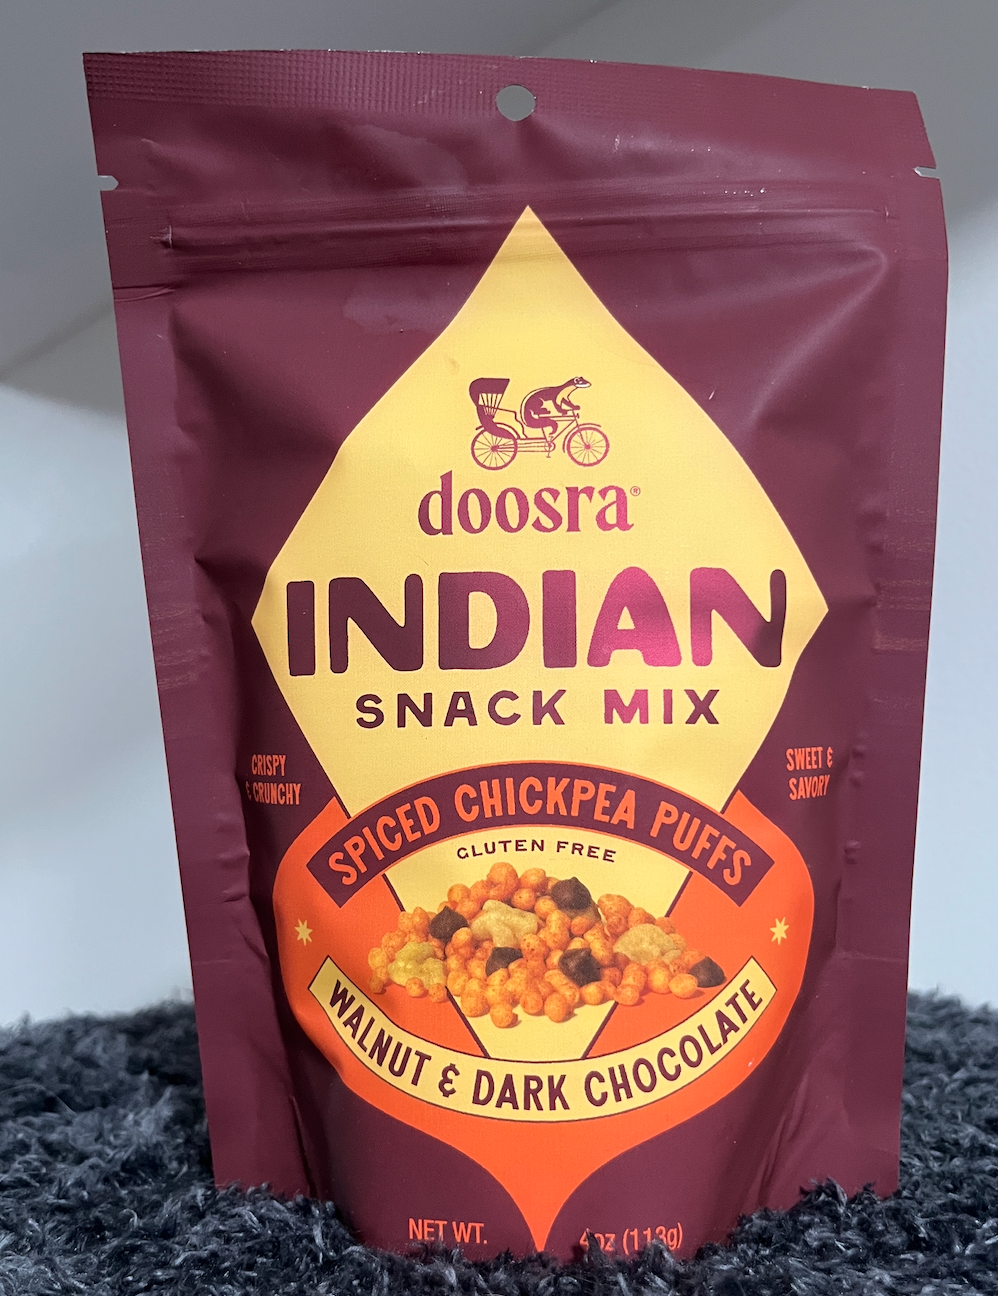 doosra®
INDIAN
SNACK MIX
CRISPY
& CRUNCHY
SWEET &
SAVORY
SPICED CHICKPEA PUFFS
GLUTEN FREE
WALNUT & DARK CHOCOLATE
NET WT. 4oz (113g)